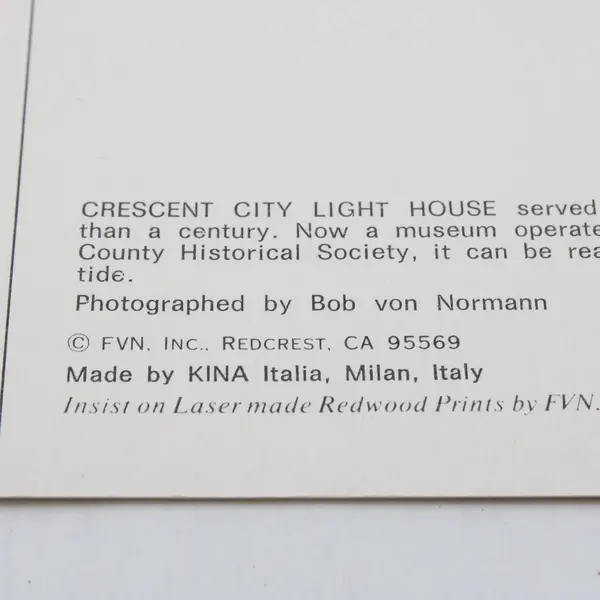 CRESCENT CITY LIGHT HOUSE served
than a century. Now a museum operate
County Historical Society, it can be rea
tide.
Photographed by Bob von Normann
© FVN, INC., REDCREST, CA 95569
Made by KINA Italia, Milan, Italy
Insist on Laser made Redwood Prints by FVN.